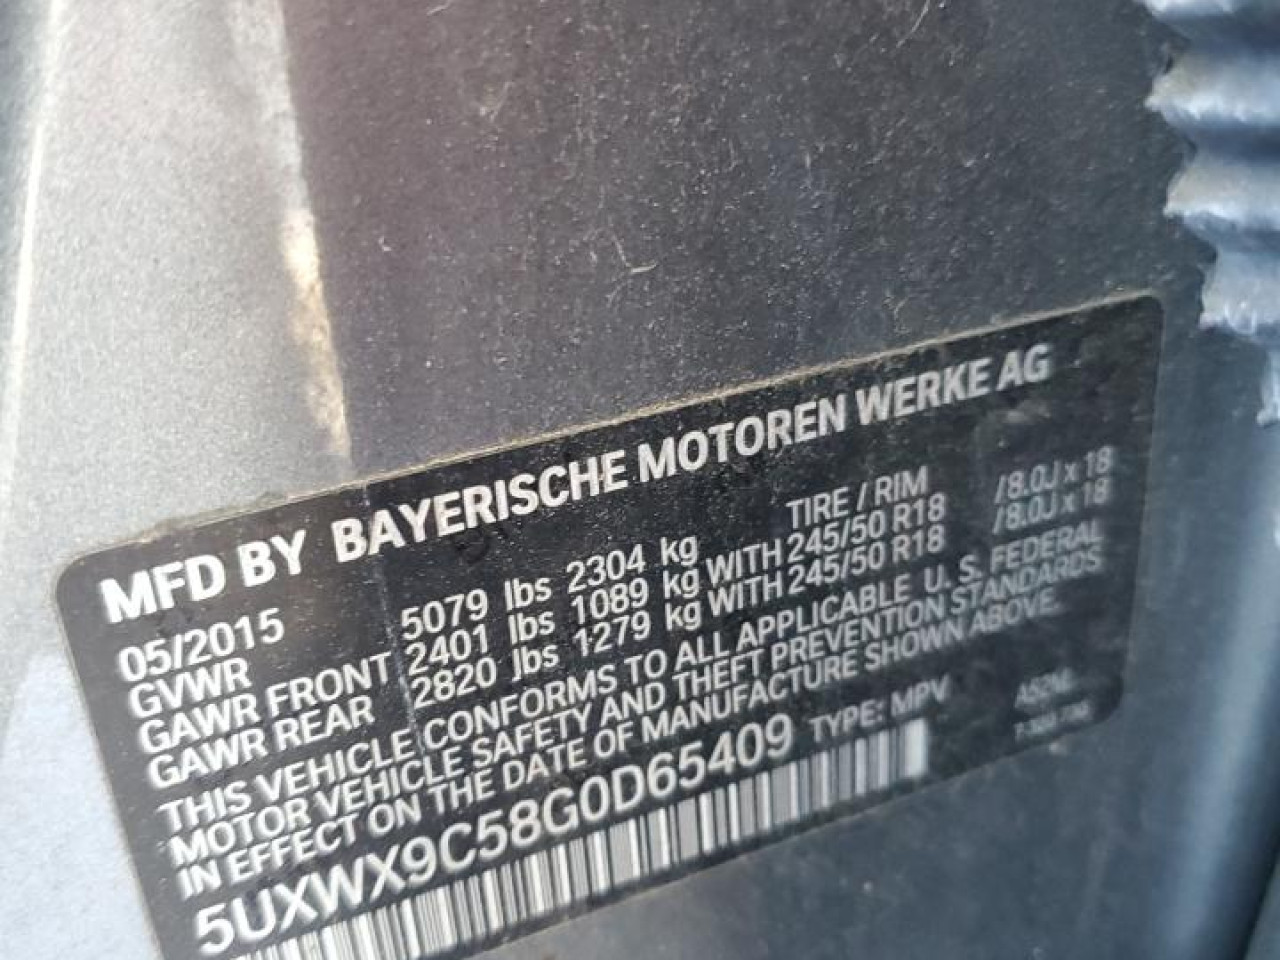 MFD BY BAYERISCHE MOTOREN WERKE AG
05/2015 TIRE / RIM
GVWR 5079 lbs 2304 kg
GAWR FRONT 2401 lbs 1089 kg WITH 245/50 R18 /8.0J x 18
GAWR REAR 2820 lbs 1279 kg WITH 245/50 R18 /8.0J x 18
THIS VEHICLE CONFORMS TO ALL APPLICABLE U. S. FEDERAL
MOTOR VEHICLE SAFETY AND THEFT PREVENTION STANDARDS
IN EFFECT ON THE DATE OF MANUFACTURE SHOWN ABOVE.
5UXWX9C58G0D65409 TYPE: MPV